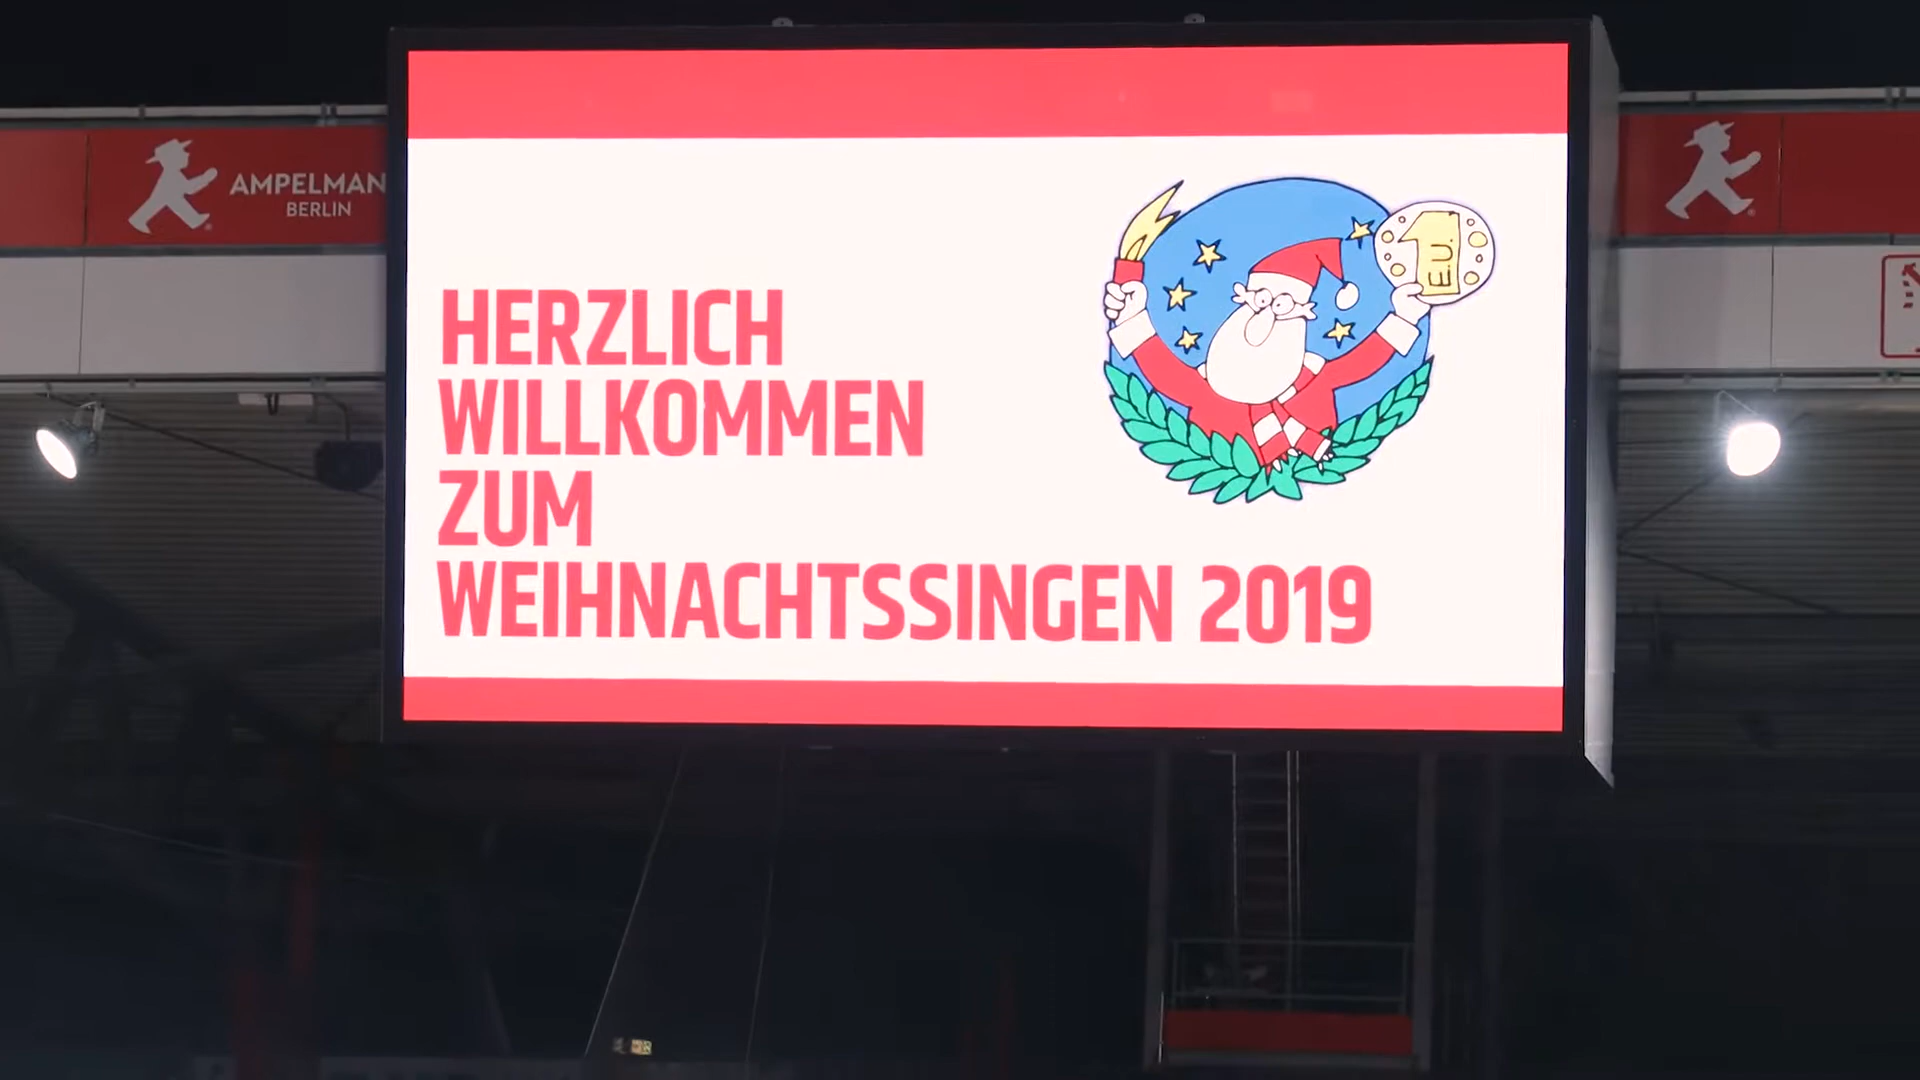 AMPELMAN
BERLIN
HERZLICH
WILLKOMMEN
ZUM
WEIHNACHTSSINGEN 2019
1
E.U.